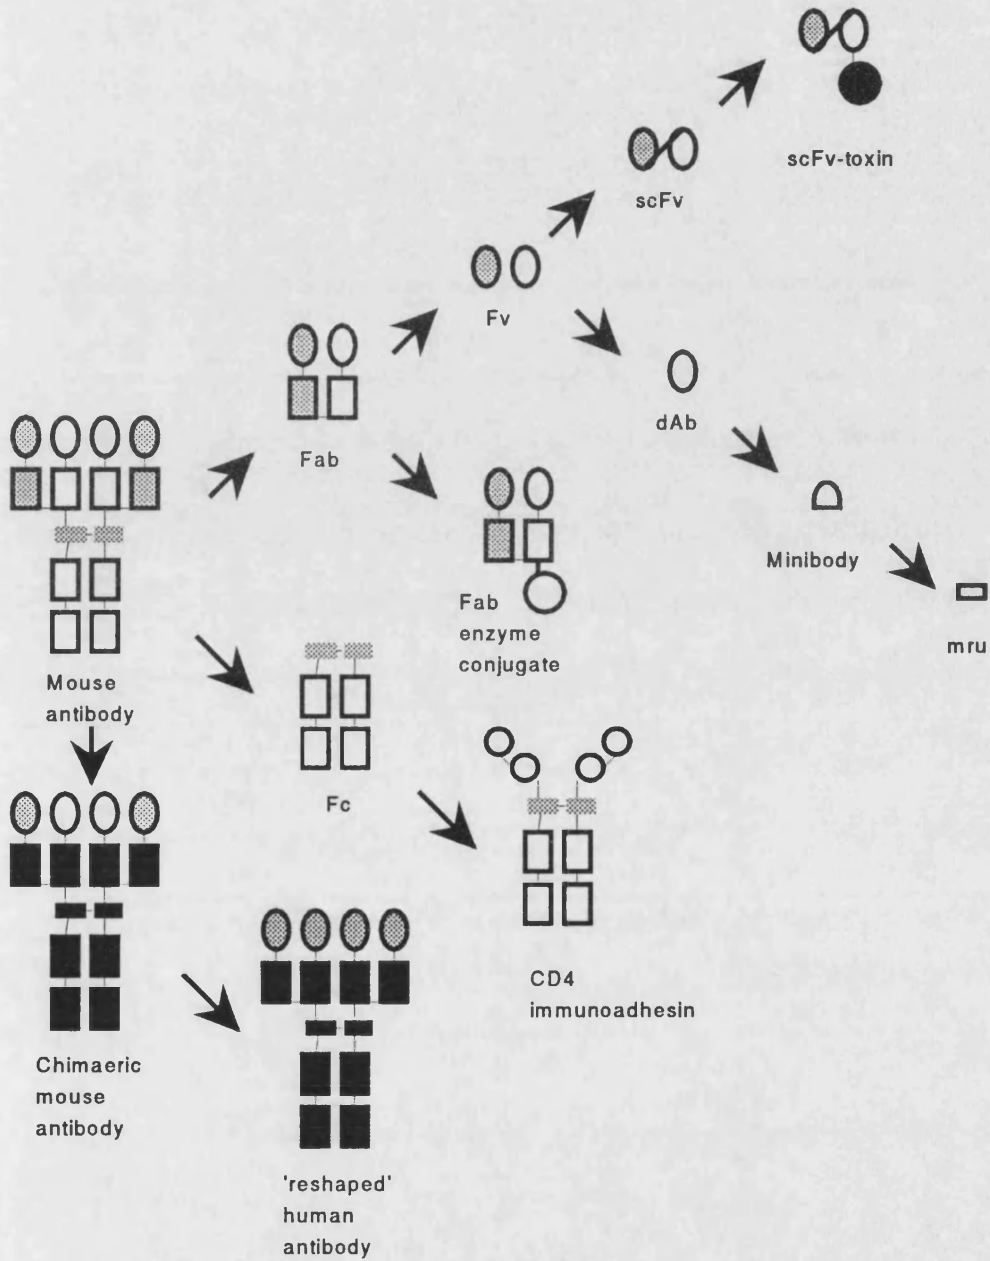 scFv-toxin
scFv
Fv
dAb
Fab
Minibody
Fab
enzyme
conjugate
mru
Mouse
antibody
Fc
CD4
immunoadhesin
Chimaeric
mouse
antibody
'reshaped'
human
antibody